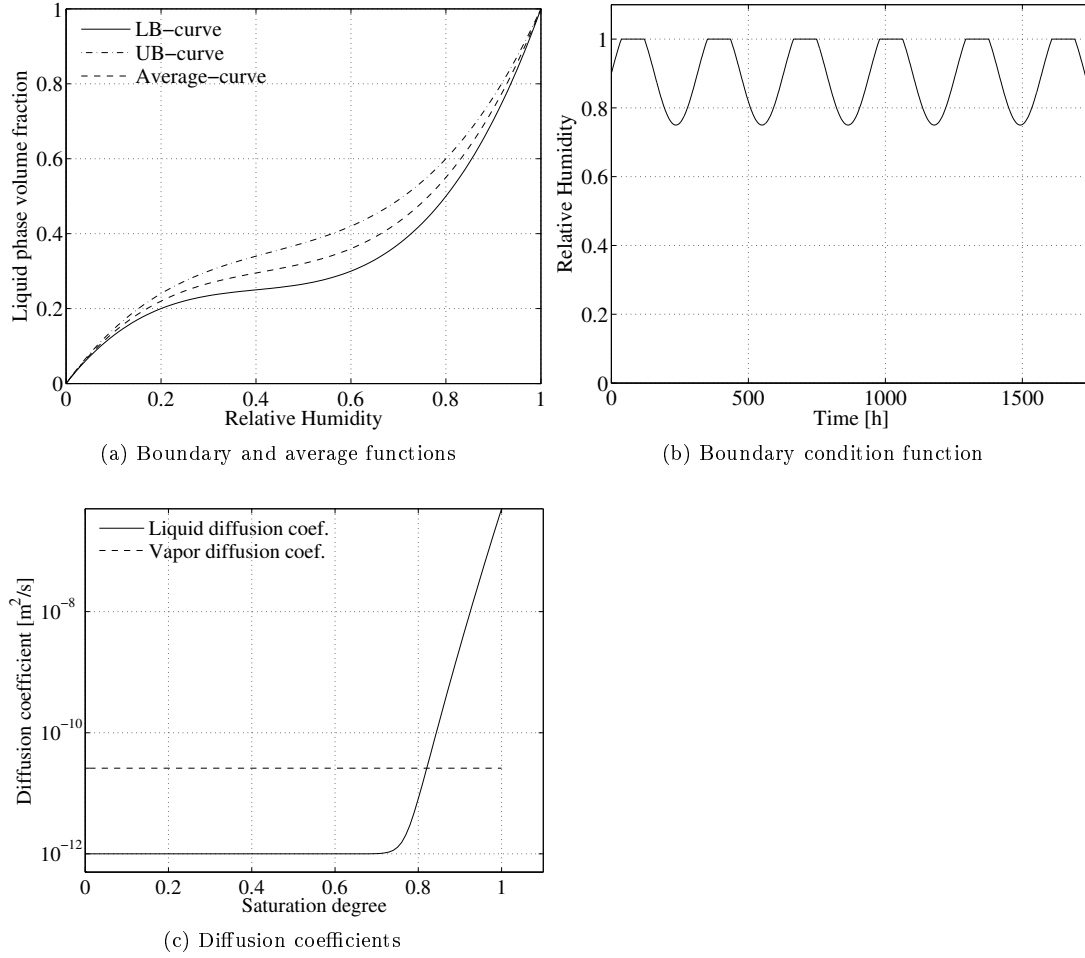 LB−curve
UB−curve
Average−curve
Liquid phase volume fraction
1
0.8
0.6
0.4
0.2
0
0
0.2
0.4
0.6
0.8
1
Relative Humidity
(a) Boundary and average functions
Relative Humidity
1
0.8
0.6
0.4
0.2
0
0
500
1000
1500
Time [h]
(b) Boundary condition function
Liquid diffusion coef.
Vapor diffusion coef.
Diffusion coefficient [m²/s]
10⁻⁸
10⁻¹⁰
10⁻¹²
0
0.2
0.4
0.6
0.8
1
Saturation degree
(c) Diffusion coefficients